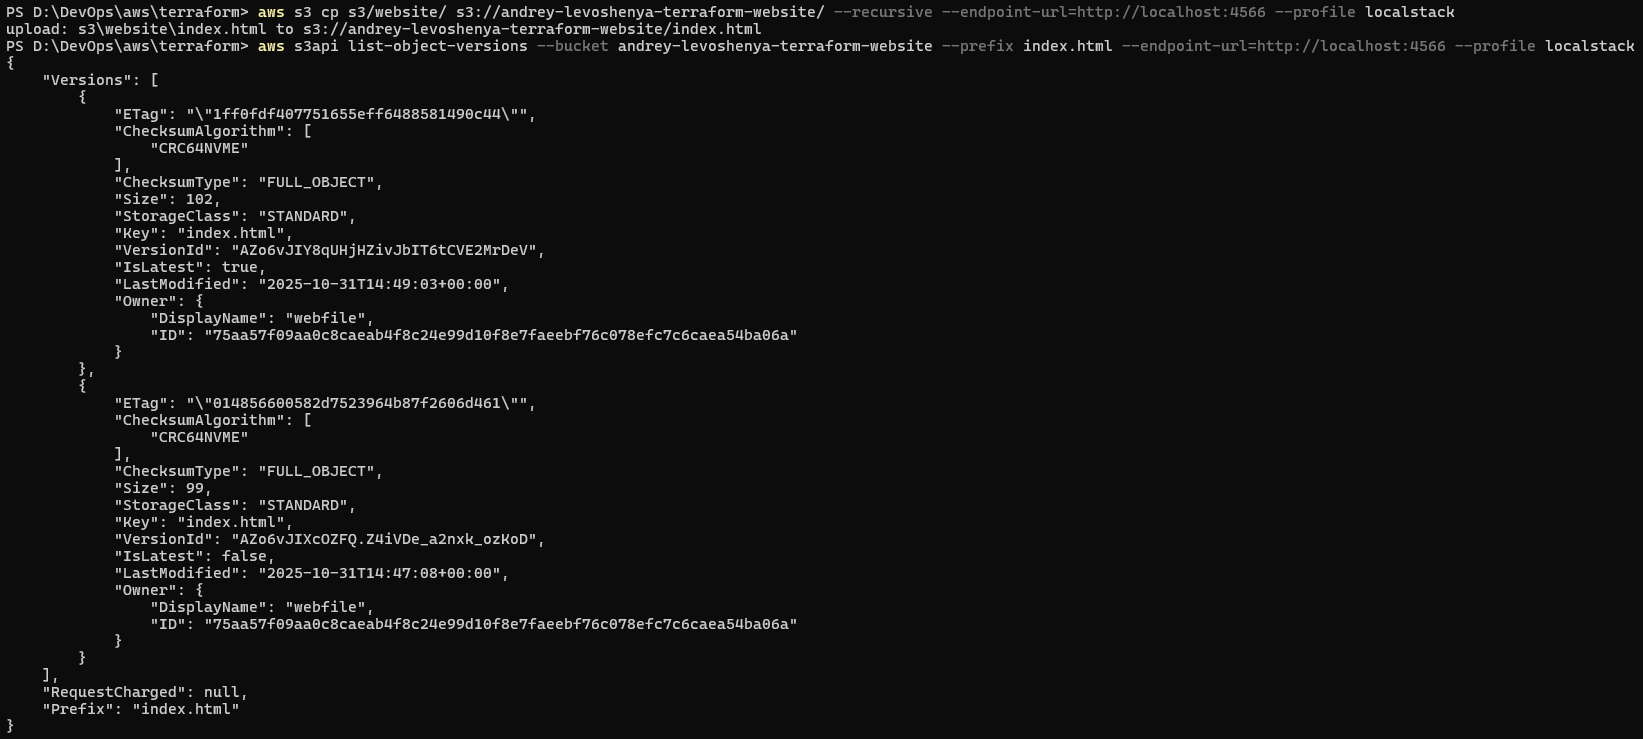 PS D:\DevOps\aws\terraform> aws s3 cp s3/website/ s3://andrey-levoshenya-terraform-website/ --recursive --endpoint-url=http://localhost:4566 --profile localstack
upload: s3\website\index.html to s3://andrey-levoshenya-terraform-website/index.html
PS D:\DevOps\aws\terraform> aws s3api list-object-versions --bucket andrey-levoshenya-terraform-website --prefix index.html --endpoint-url=http://localhost:4566 --profile localstack
{
    "Versions": [
        {
            "ETag": "\"1ff0fdf407751655eff6488581490c44\"",
            "ChecksumAlgorithm": [
                "CRC64NVME"
            ],
            "ChecksumType": "FULL_OBJECT",
            "Size": 102,
            "StorageClass": "STANDARD",
            "Key": "index.html",
            "VersionId": "AZo6vJIY8qUHjHZivJbIT6tCVE2MrDeV",
            "IsLatest": true,
            "LastModified": "2025-10-31T14:49:03+00:00",
            "Owner": {
                "DisplayName": "webfile",
                "ID": "75aa57f09aa0c8caeab4f8c24e99d10f8e7faeebf76c078efc7c6caea54ba06a"
            }
        },
        {
            "ETag": "\"014856600582d7523964b87f2606d461\"",
            "ChecksumAlgorithm": [
                "CRC64NVME"
            ],
            "ChecksumType": "FULL_OBJECT",
            "Size": 99,
            "StorageClass": "STANDARD",
            "Key": "index.html",
            "VersionId": "AZo6vJIXcOZFQ.Z4iVDe_a2nxk_ozKoD",
            "IsLatest": false,
            "LastModified": "2025-10-31T14:47:08+00:00",
            "Owner": {
                "DisplayName": "webfile",
                "ID": "75aa57f09aa0c8caeab4f8c24e99d10f8e7faeebf76c078efc7c6caea54ba06a"
            }
        }
    ],
    "RequestCharged": null,
    "Prefix": "index.html"
}